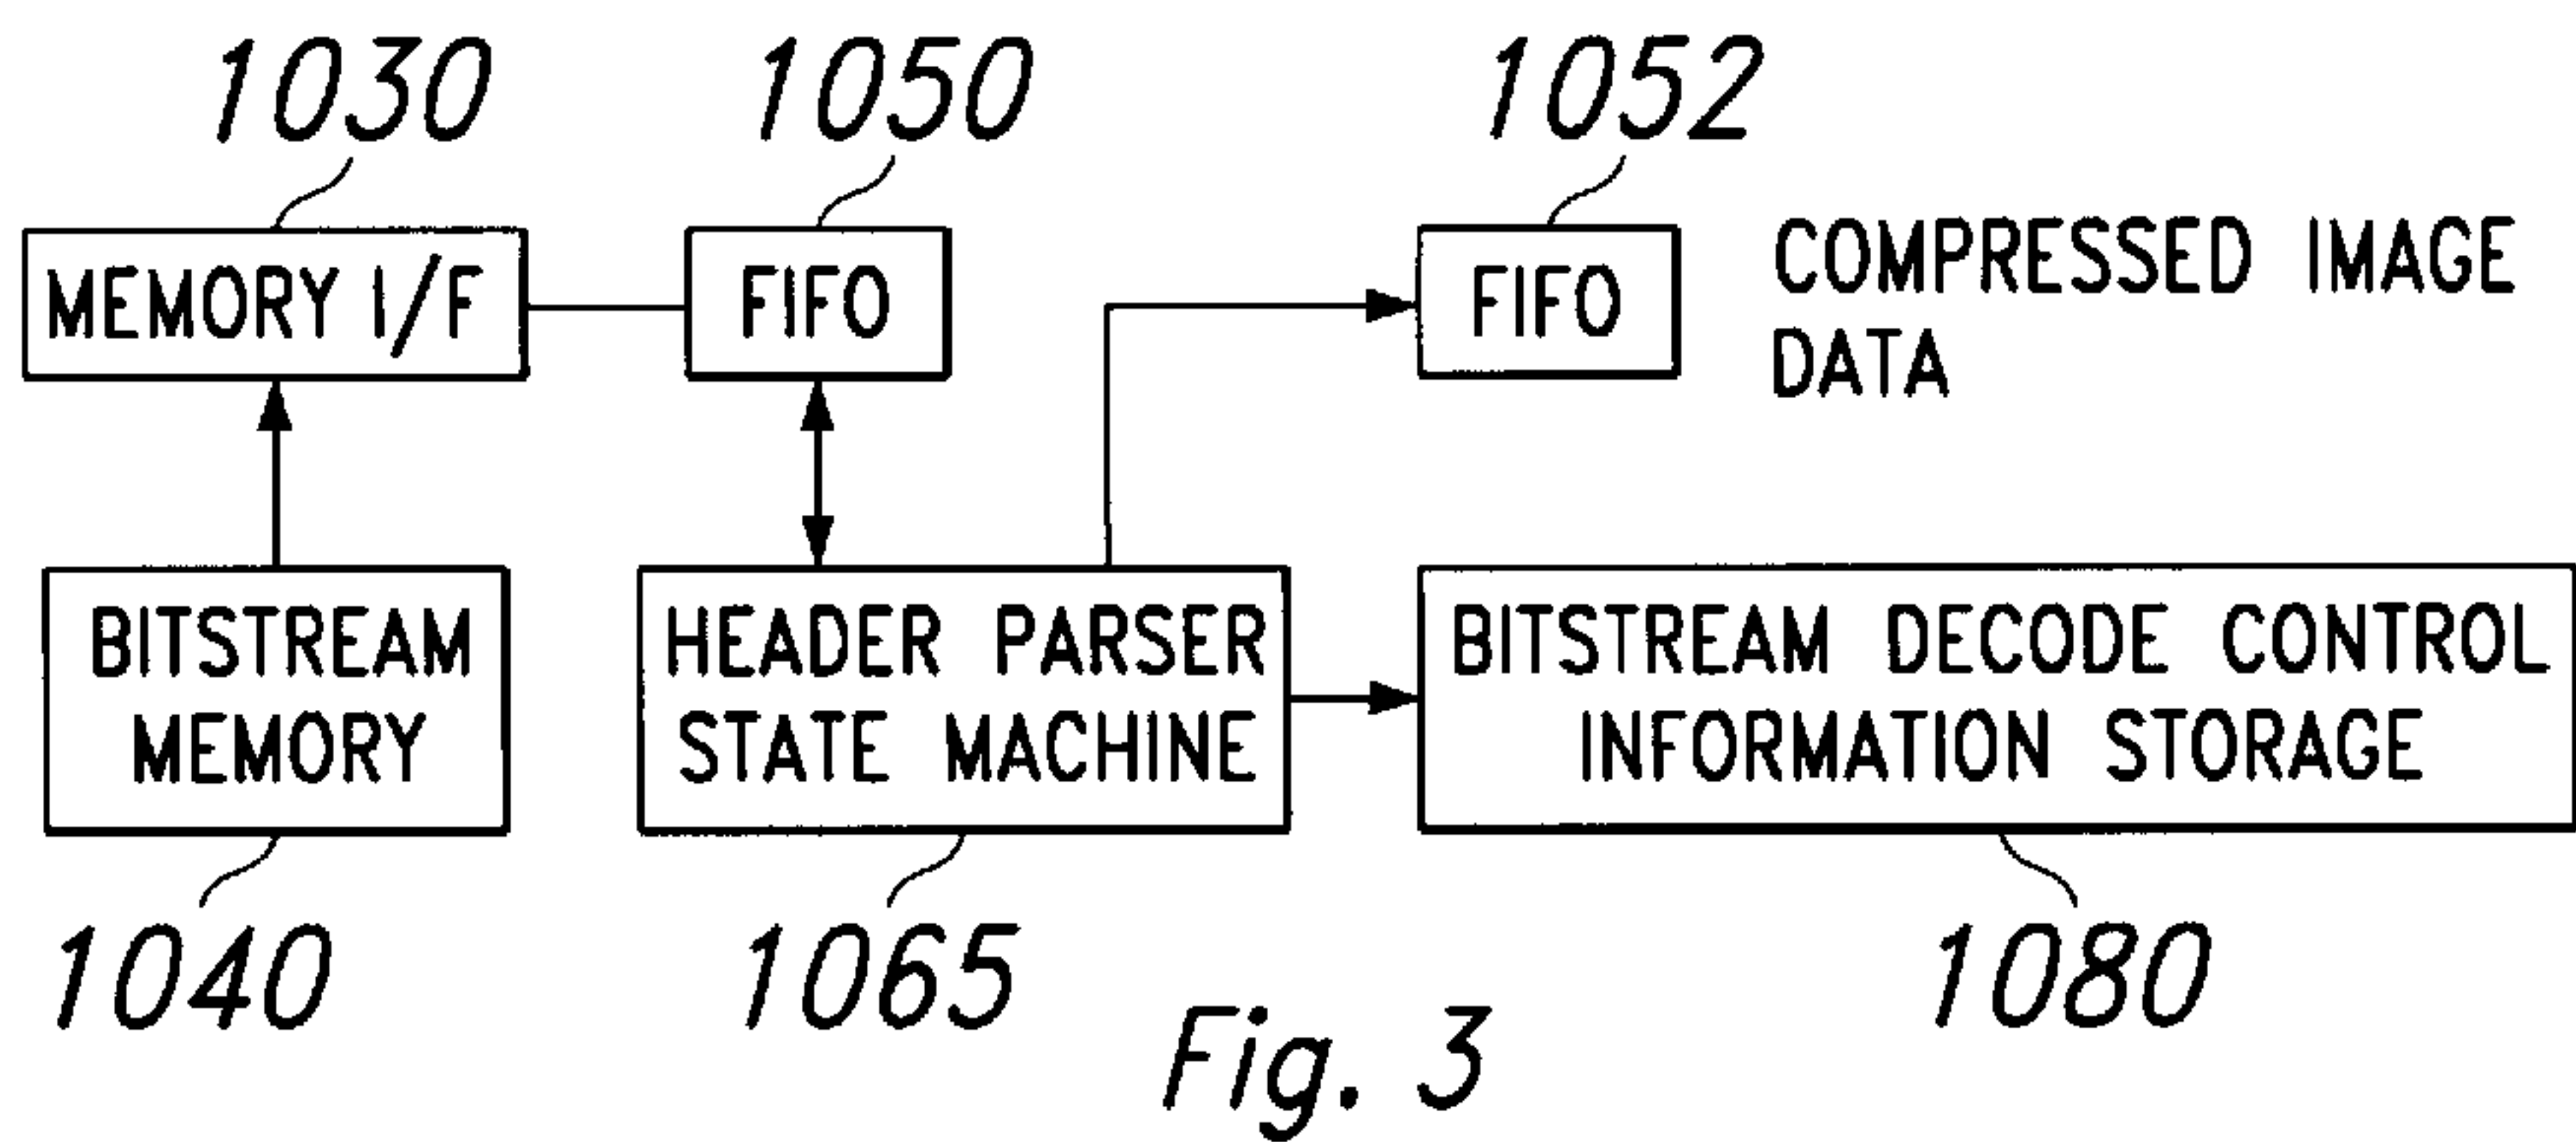 1030
1050
1052
MEMORY I/F
FIFO
FIFO
COMPRESSED IMAGE
DATA
BITSTREAM
MEMORY
HEADER PARSER
STATE MACHINE
BITSTREAM DECODE CONTROL
INFORMATION STORAGE
1040
1065
1080
Fig. 3